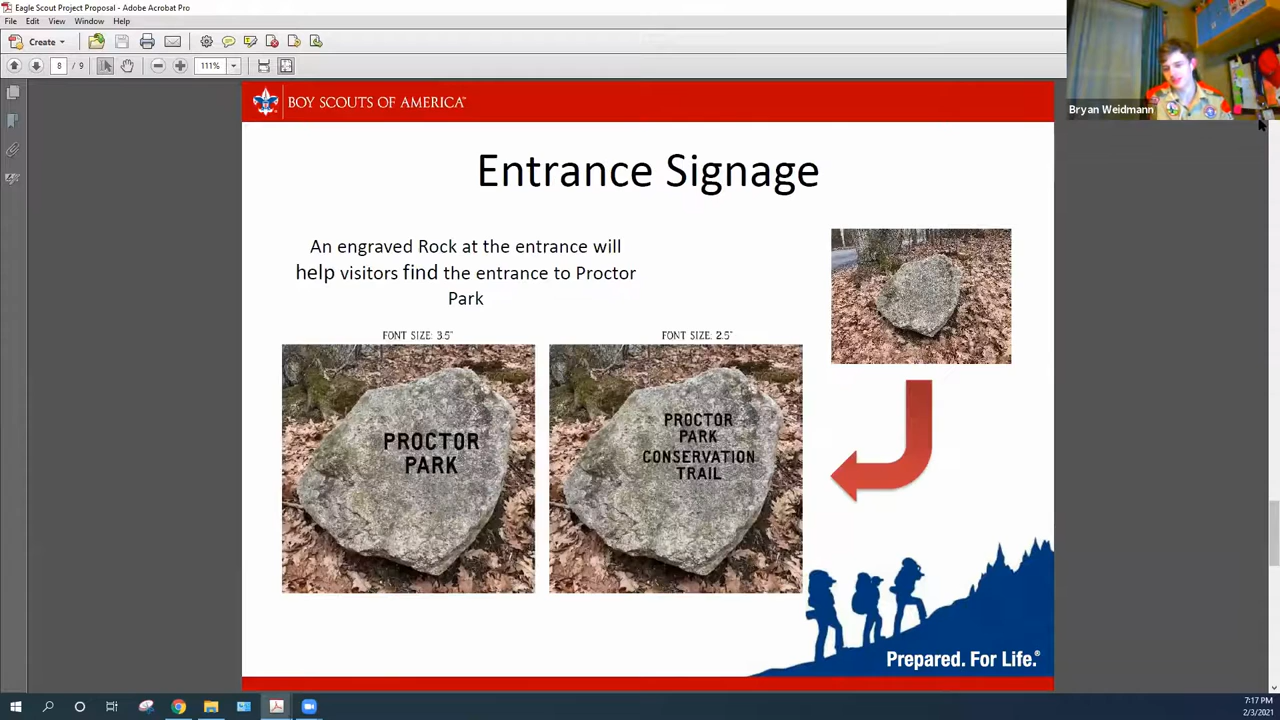 Eagle Scout Project Proposal - Adobe Acrobat Pro
File Edit View Window Help
Create
8 / 9
111%
BOY SCOUTS OF AMERICA™
Bryan Weidmann
Entrance Signage
An engraved Rock at the entrance will
help visitors find the entrance to Proctor
Park
FONT SIZE: 3.5"
FONT SIZE: 2.5"
PROCTOR
PARK
PROCTOR
PARK
CONSERVATION
TRAIL
Prepared. For Life.®
7:17 PM
2/3/2021